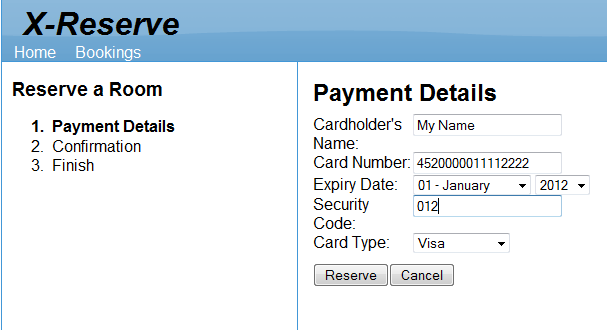 X-Reserve
Home Bookings
Reserve a Room
1. Payment Details
2. Confirmation
3. Finish
Payment Details
Cardholder's Name: My Name
Card Number: 4520000011112222
Expiry Date: 01 - January 2012
Security Code: 012
Card Type: Visa
Reserve Cancel